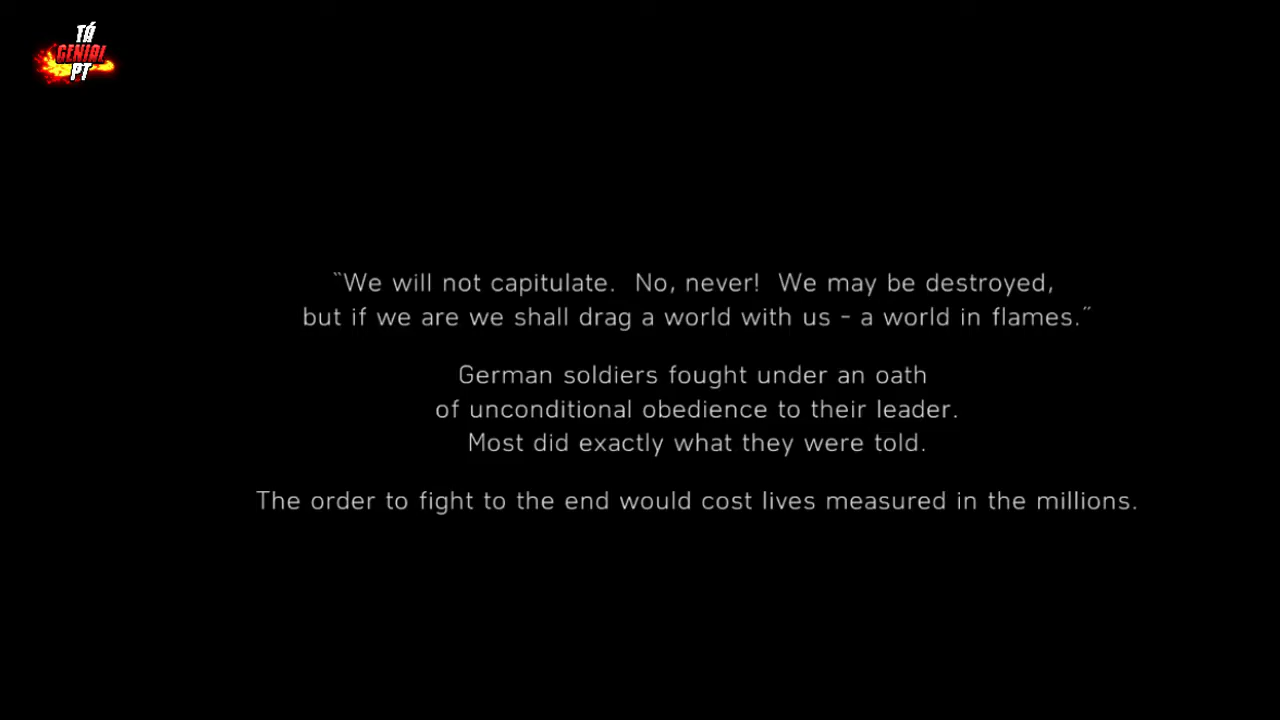 TÁ
GENIAL
PT
“We will not capitulate. No, never! We may be destroyed,
but if we are we shall drag a world with us - a world in flames.”
German soldiers fought under an oath
of unconditional obedience to their leader.
Most did exactly what they were told.
The order to fight to the end would cost lives measured in the millions.